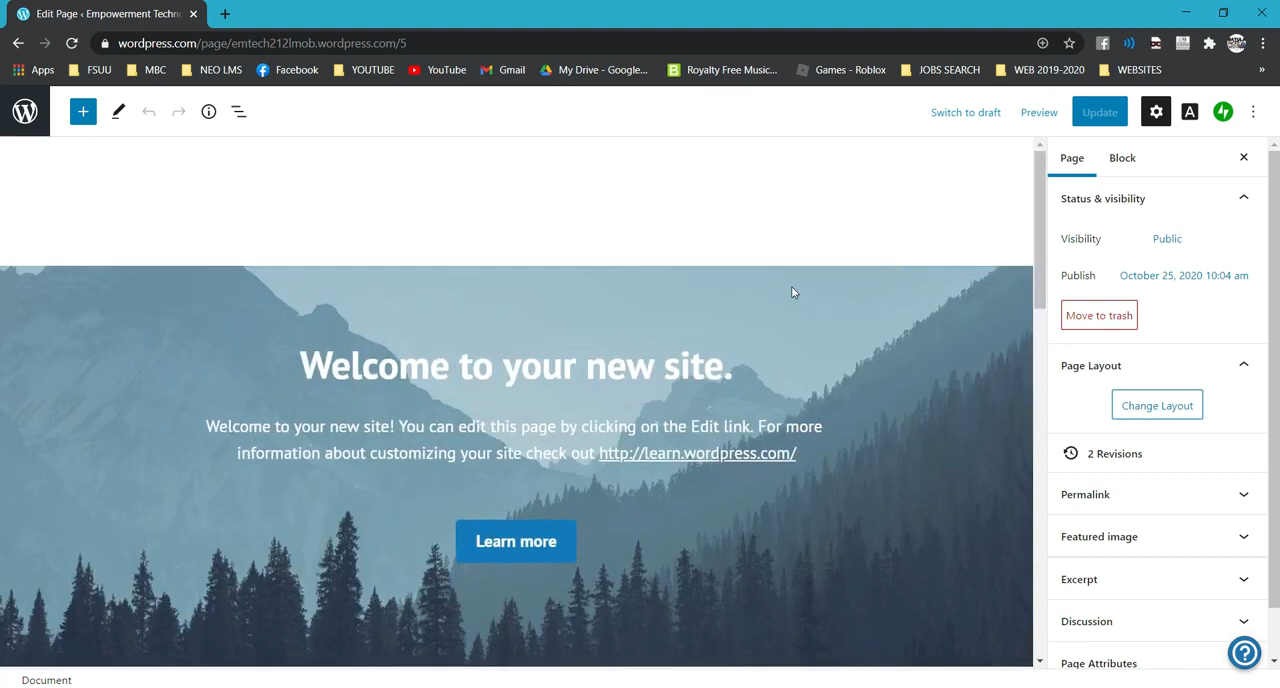 Edit Page ‹ Empowerment Techno
wordpress.com/page/emtech212lmob.wordpress.com/5
Apps FSUU MBC NEO LMS Facebook YOUTUBE YouTube Gmail My Drive - Google... Royalty Free Music... Games - Roblox JOBS SEARCH WEB 2019-2020 WEBSITES »
Switch to draft Preview Update A
Page Block
Status & visibility
Visibility Public
Publish October 25, 2020 10:04 am
Move to trash
Page Layout
Change Layout
2 Revisions
Permalink
Featured image
Excerpt
Discussion
Page Attributes
Welcome to your new site.
Welcome to your new site! You can edit this page by clicking on the Edit link. For more
information about customizing your site check out http://learn.wordpress.com/
Learn more
Document